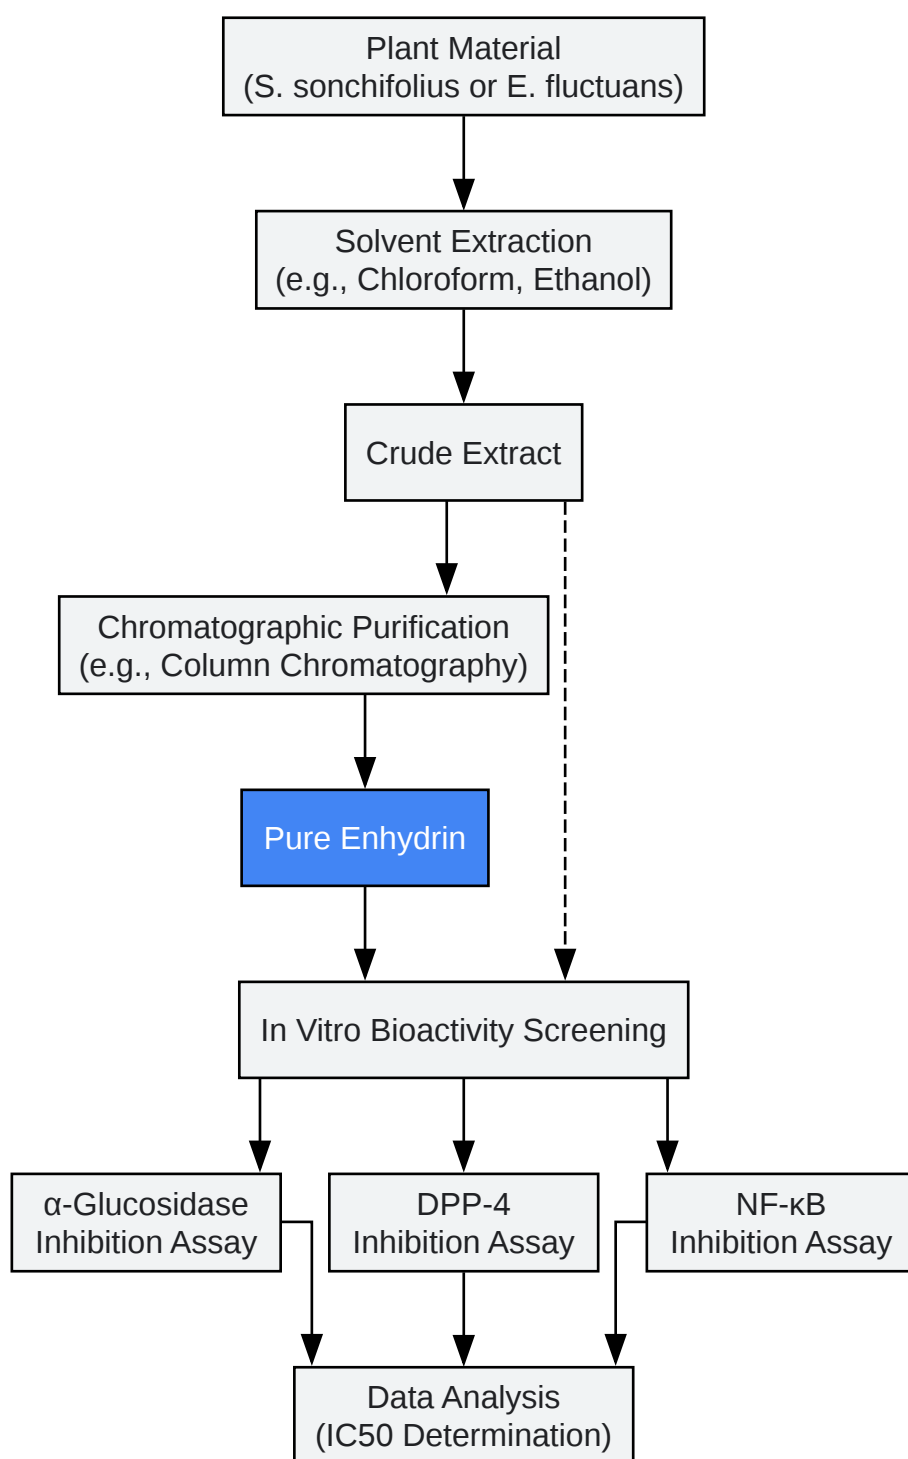 Plant Material
(S. sonchifolius or E. fluctuans)
Solvent Extraction
(e.g., Chloroform, Ethanol)
Crude Extract
Chromatographic Purification
(e.g., Column Chromatography)
Pure Enhydrin
In Vitro Bioactivity Screening
α-Glucosidase
Inhibition Assay
DPP-4
Inhibition Assay
NF-κB
Inhibition Assay
Data Analysis
(IC50 Determination)